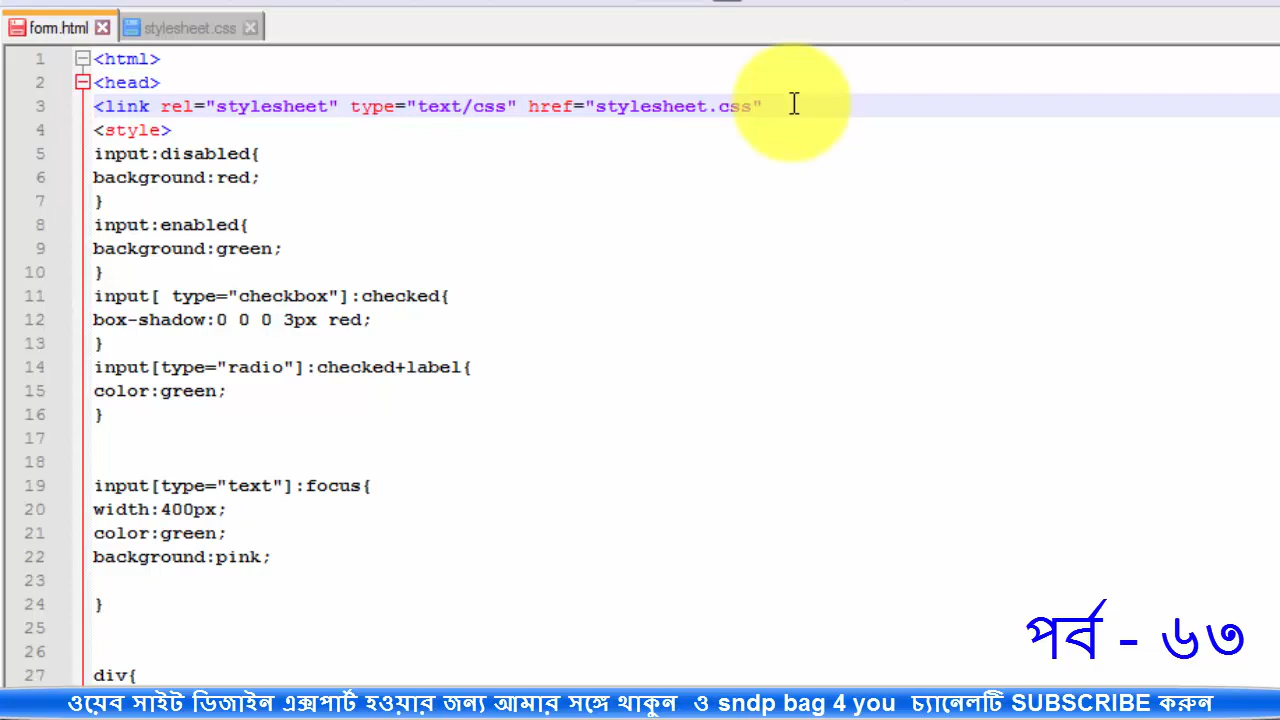 form.html
stylesheet.css
1 <html>
2 <head>
3 <link rel="stylesheet" type="text/css" href="stylesheet.css"
4 <style>
5 input:disabled{
6 background:red;
7 }
8 input:enabled{
9 background:green;
10 }
11 input[ type="checkbox"]:checked{
12 box-shadow:0 0 0 3px red;
13 }
14 input[type="radio"]:checked+label{
15 color:green;
16 }
17
18
19 input[type="text"]:focus{
20 width:400px;
21 color:green;
22 background:pink;
23
24 }
25
26
27 div{
পর্ব - ৬৩
ওয়েব সাইট ডিজাইন এক্সপার্ট হওয়ার জন্য আমার সঙ্গে থাকুন ও sndp bag 4 you চ্যানেলটি SUBSCRIBE করুন